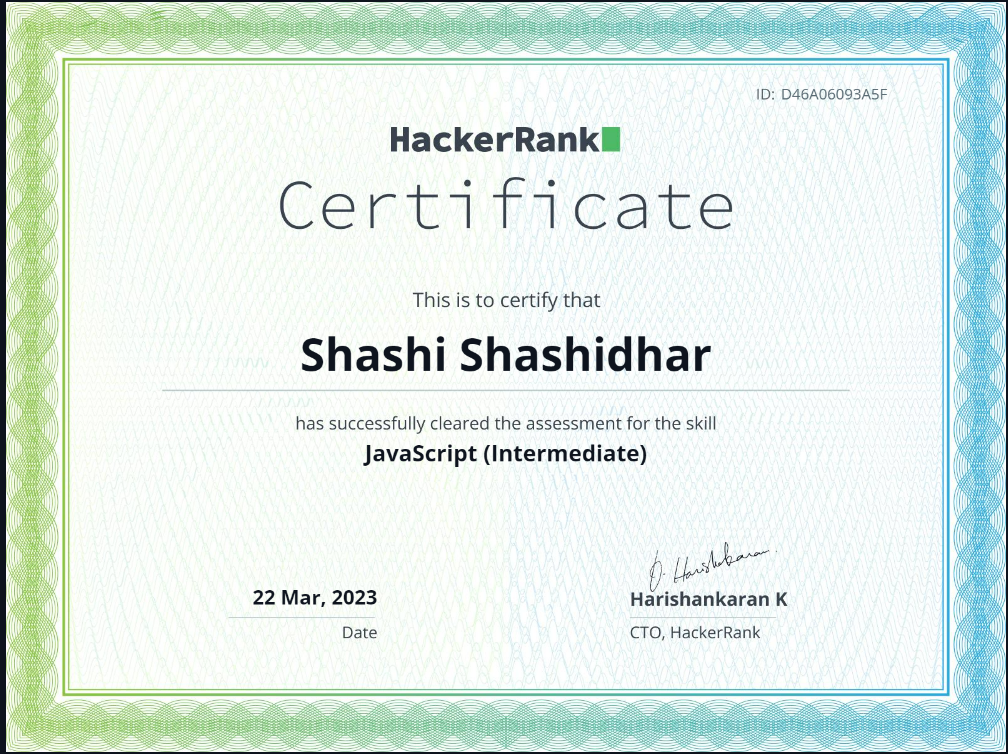 ID: D46A06093A5F
HackerRank
Certificate
This is to certify that
Shashi Shashidhar
has successfully cleared the assessment for the skill
JavaScript (Intermediate)
22 Mar, 2023
Date
Harishankaran K
CTO, HackerRank